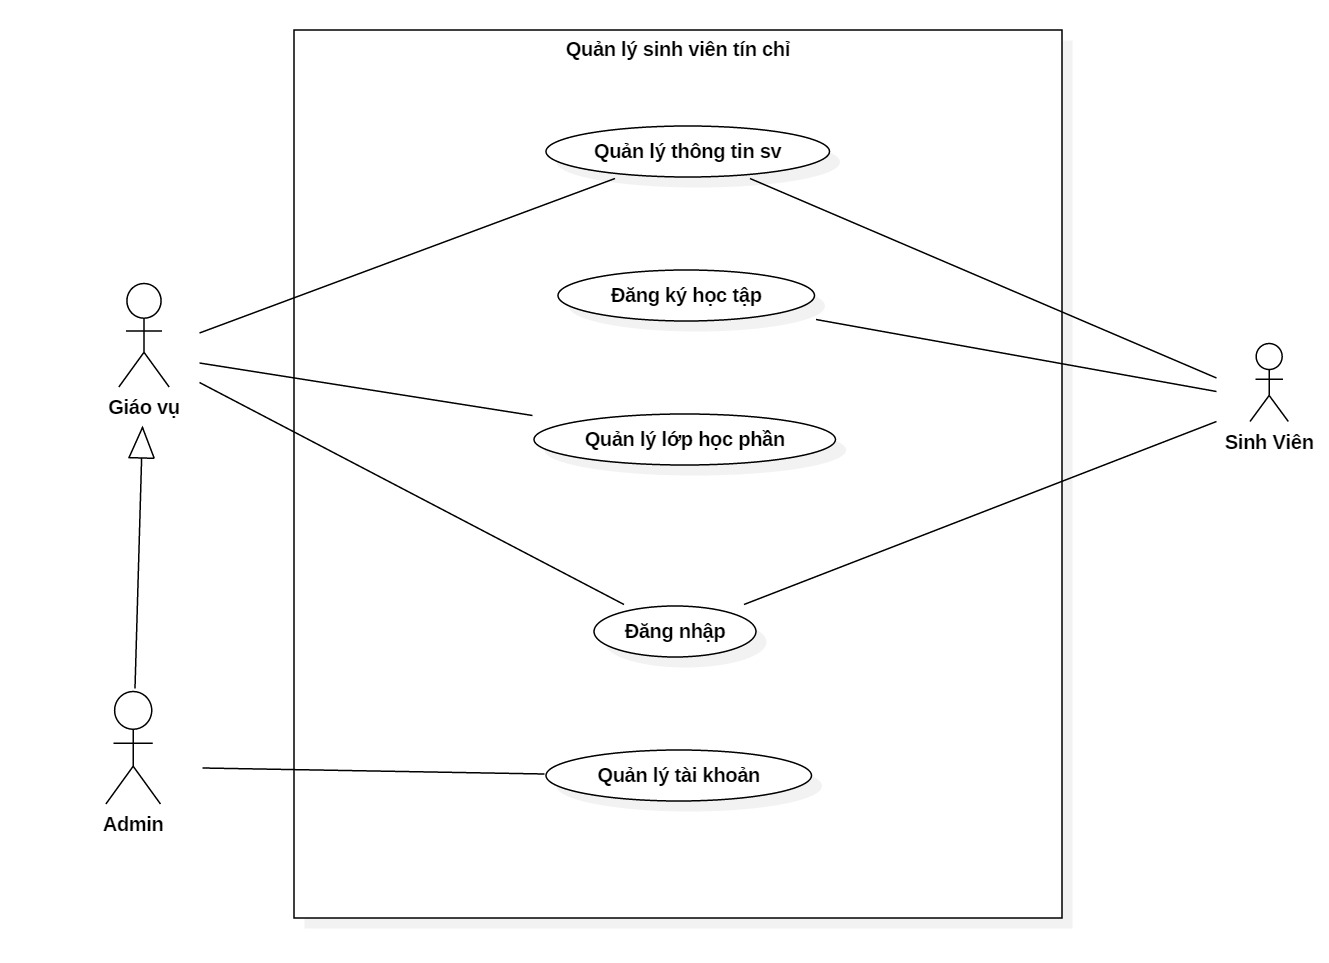 Quản lý sinh viên tín chỉ
Quản lý thông tin sv
Đăng ký học tập
Giáo vụ
Quản lý lớp học phần
Sinh Viên
Đăng nhập
Quản lý tài khoản
Admin